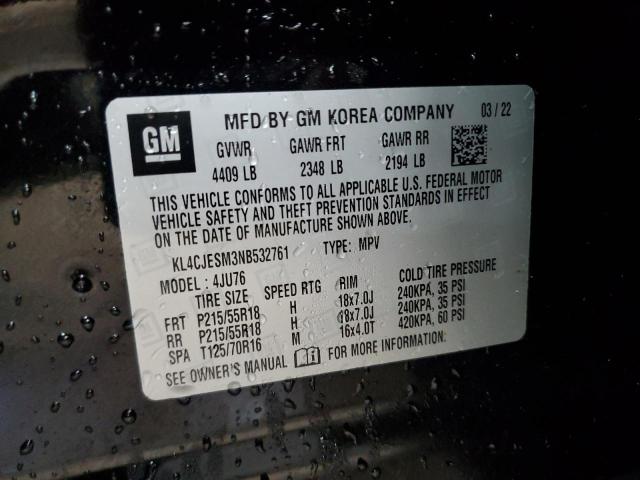 GM
MFD BY GM KOREA COMPANY 03 / 22
GVWR GAWR FRT GAWR RR
4409 LB 2348 LB 2194 LB
THIS VEHICLE CONFORMS TO ALL APPLICABLE U.S. FEDERAL MOTOR
VEHICLE SAFETY AND THEFT PREVENTION STANDARDS IN EFFECT
ON THE DATE OF MANUFACTURE SHOWN ABOVE.
KL4CJESM3NB532761 TYPE: MPV
MODEL : 4JU76
TIRE SIZE SPEED RTG RIM COLD TIRE PRESSURE
FRT P215/55R18 H 18x7.0J 240KPA, 35 PSI
RR P215/55R18 H 18x7.0J 240KPA, 35 PSI
SPA T125/70R16 M 16x4.0T 420KPA, 60 PSI
SEE OWNER'S MANUAL FOR MORE INFORMATION.